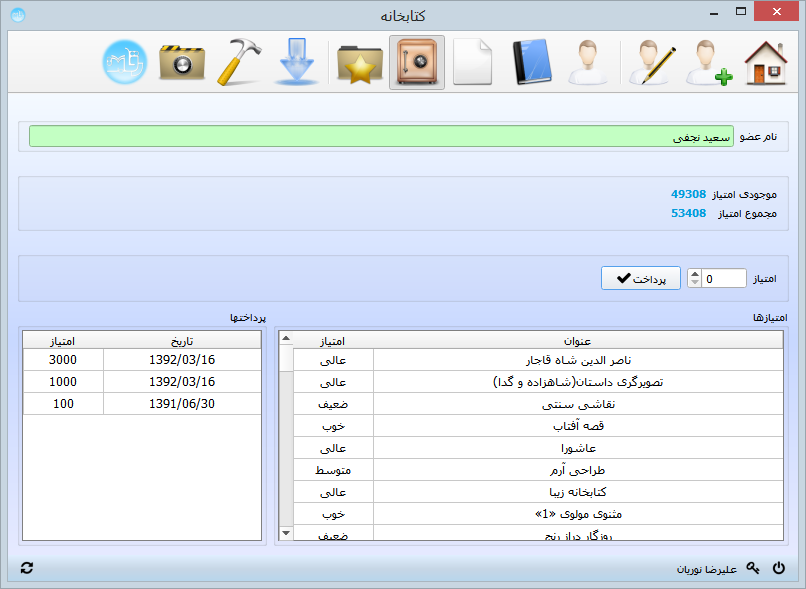 کتابخانه
نام عضو سعید نجفی
موجودی امتیاز 49308
مجموع امتیاز 53408
امتیاز 0 پرداخت
امتیازها
عنوان امتیاز
ناصر الدین شاه قاجار عالی
تصویرگری داستان(شاهزاده و گدا) عالی
نقاشی سنتی ضعیف
قصه آفتاب خوب
عاشورا عالی
طراحی آرم متوسط
کتابخانه زیبا عالی
مثنوی مولوی «1» خوب
روزگار دراز رنج ضعیف
پرداختها
تاریخ امتیاز
1392/03/16 3000
1392/03/16 1000
1391/06/30 100
علیرضا نوریان